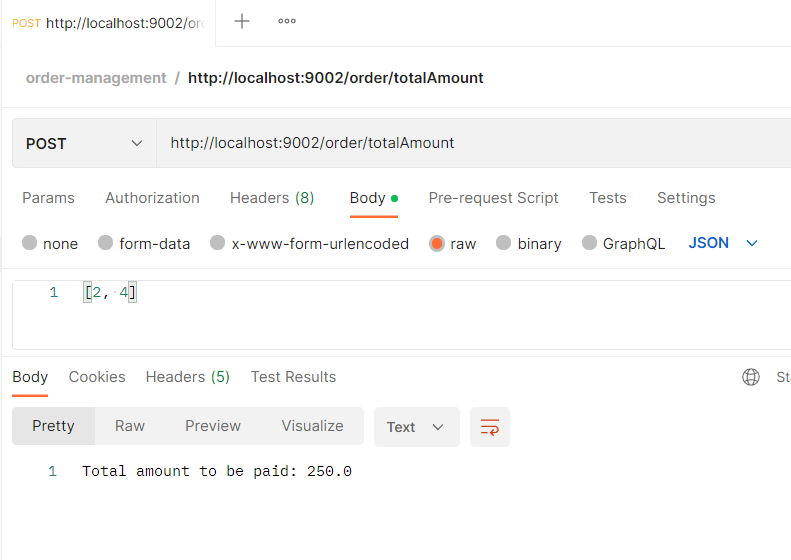 POST http://localhost:9002/or
order-management / http://localhost:9002/order/totalAmount
POST http://localhost:9002/order/totalAmount
Params Authorization Headers (8) Body Pre-request Script Tests Settings
none form-data x-www-form-urlencoded raw binary GraphQL JSON
1 [2, 4]
Body Cookies Headers (5) Test Results St
Pretty Raw Preview Visualize Text
1 Total amount to be paid: 250.0